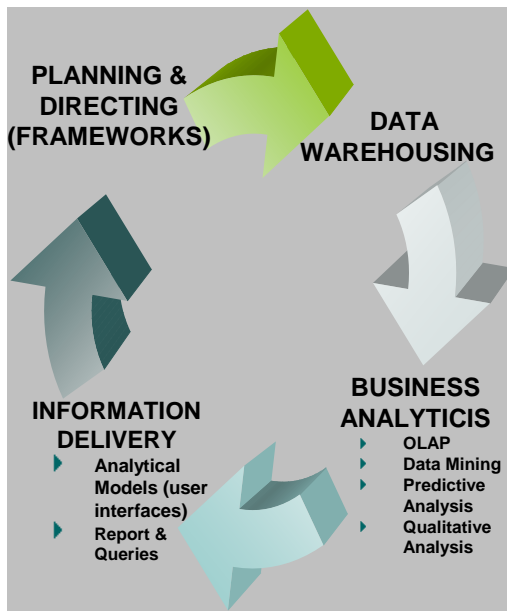 PLANNING &
DIRECTING
(FRAMEWORKS)
DATA
WAREHOUSING
BUSINESS
ANALYTICIS
OLAP
Data Mining
Predictive
Analysis
Qualitative
Analysis
INFORMATION
DELIVERY
Analytical
Models (user
interfaces)
Report &
Queries